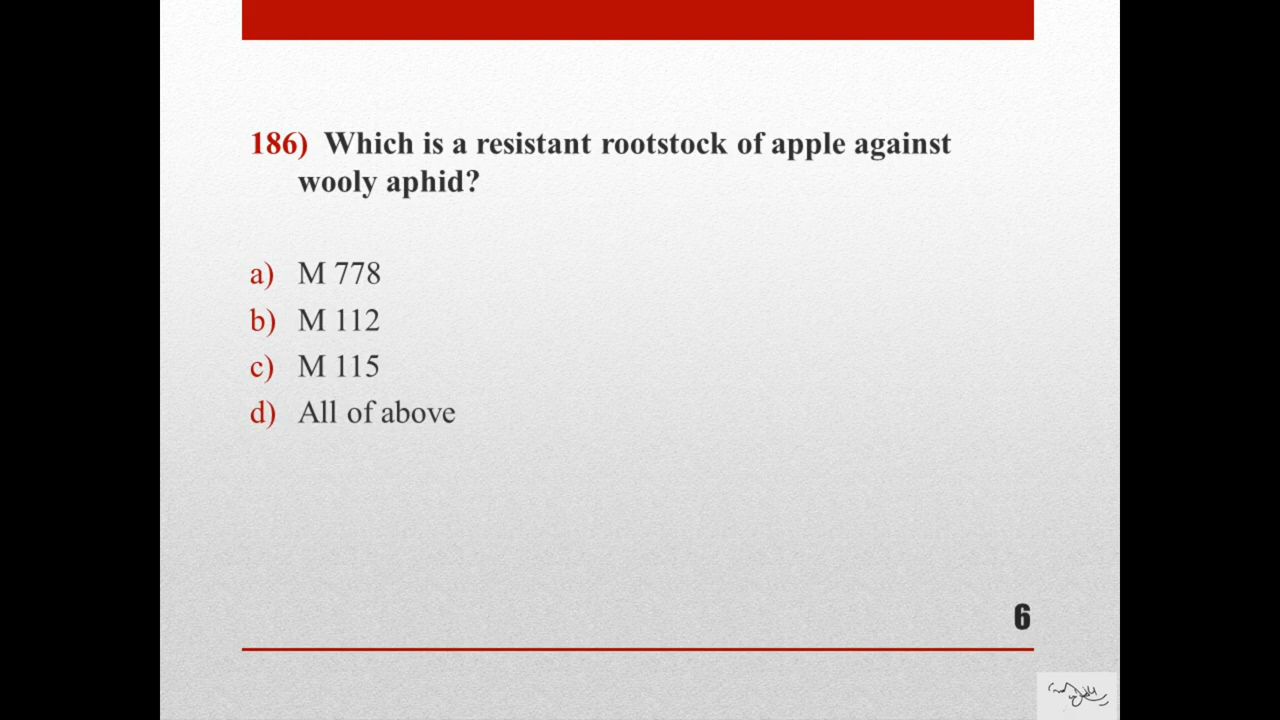 186) Which is a resistant rootstock of apple against
wooly aphid?
a) M 778
b) M 112
c) M 115
d) All of above
6